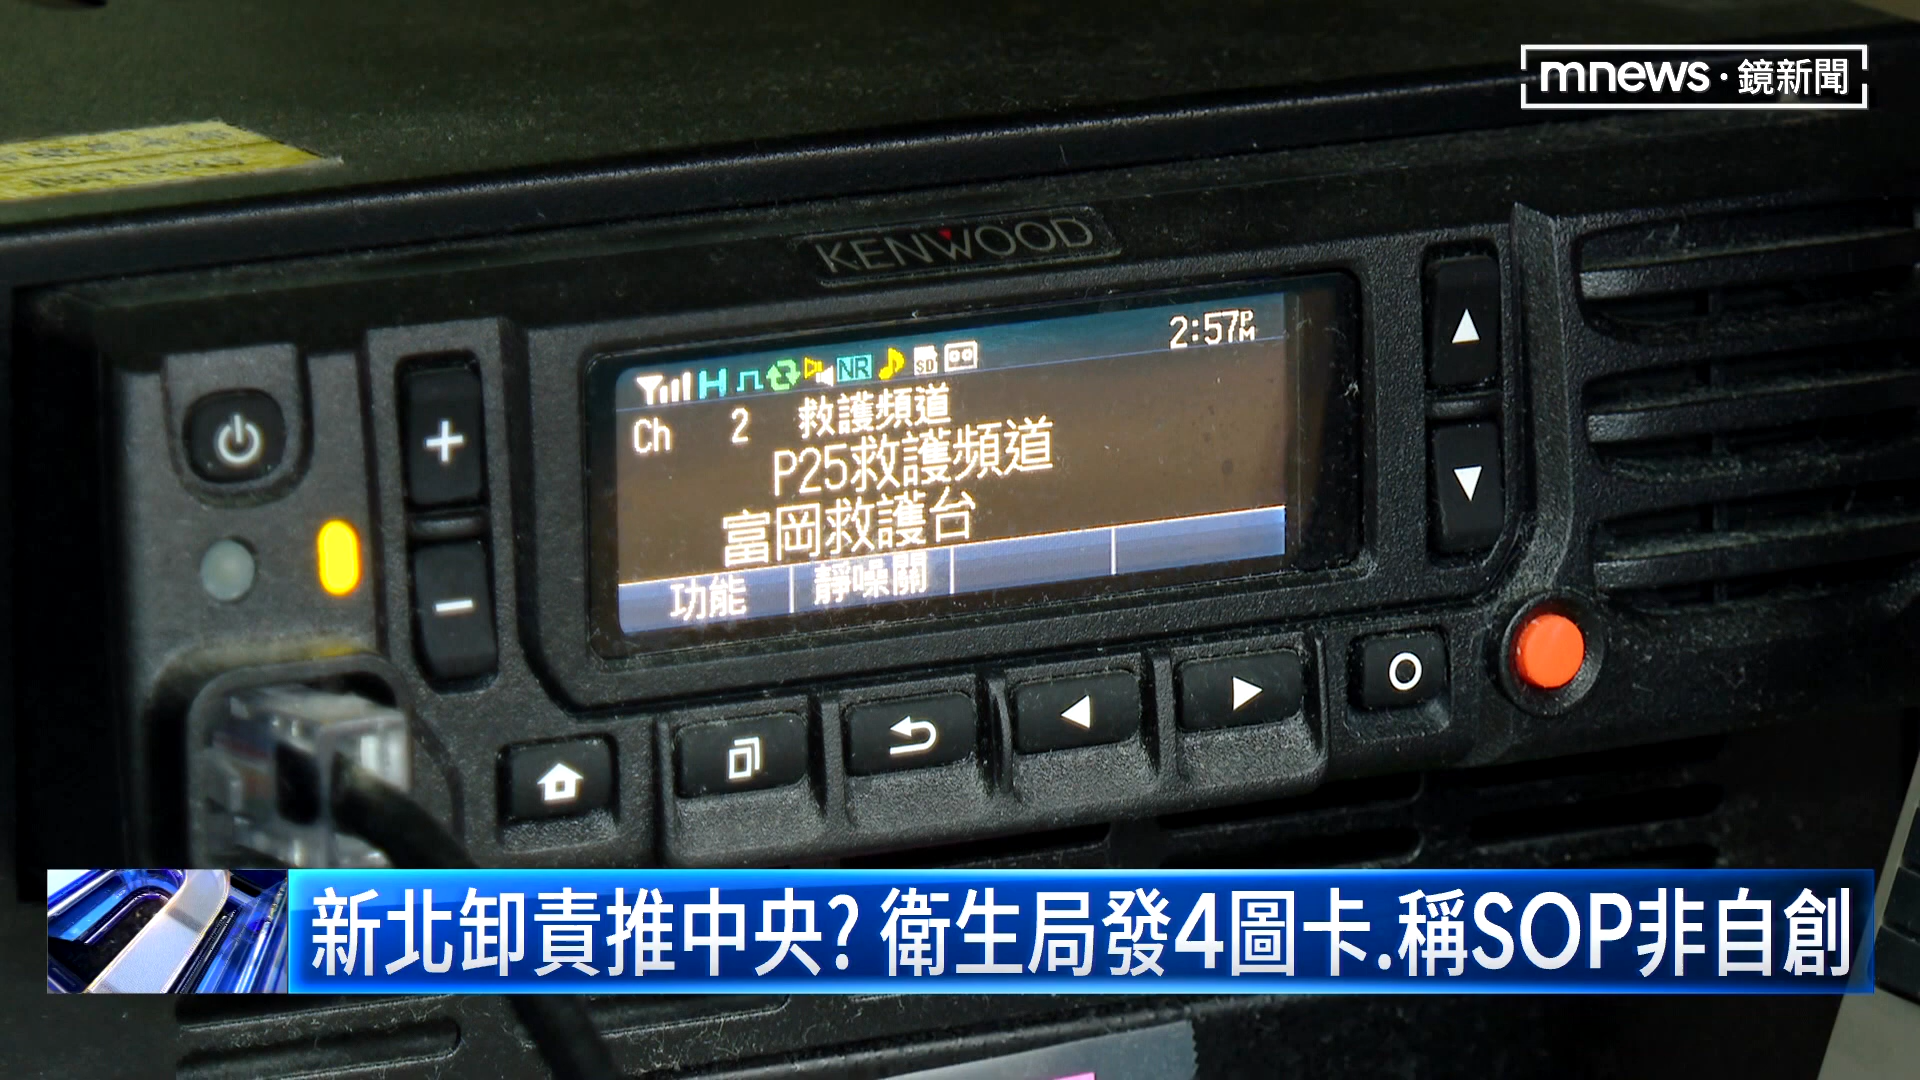 mnews·鏡新聞
KENWOOD
2:57PM
NR SD
Ch 2 救護頻道
P25救護頻道
富岡救護台
功能 靜噪關
新北卸責推中央? 衛生局發4圖卡.稱SOP非自創